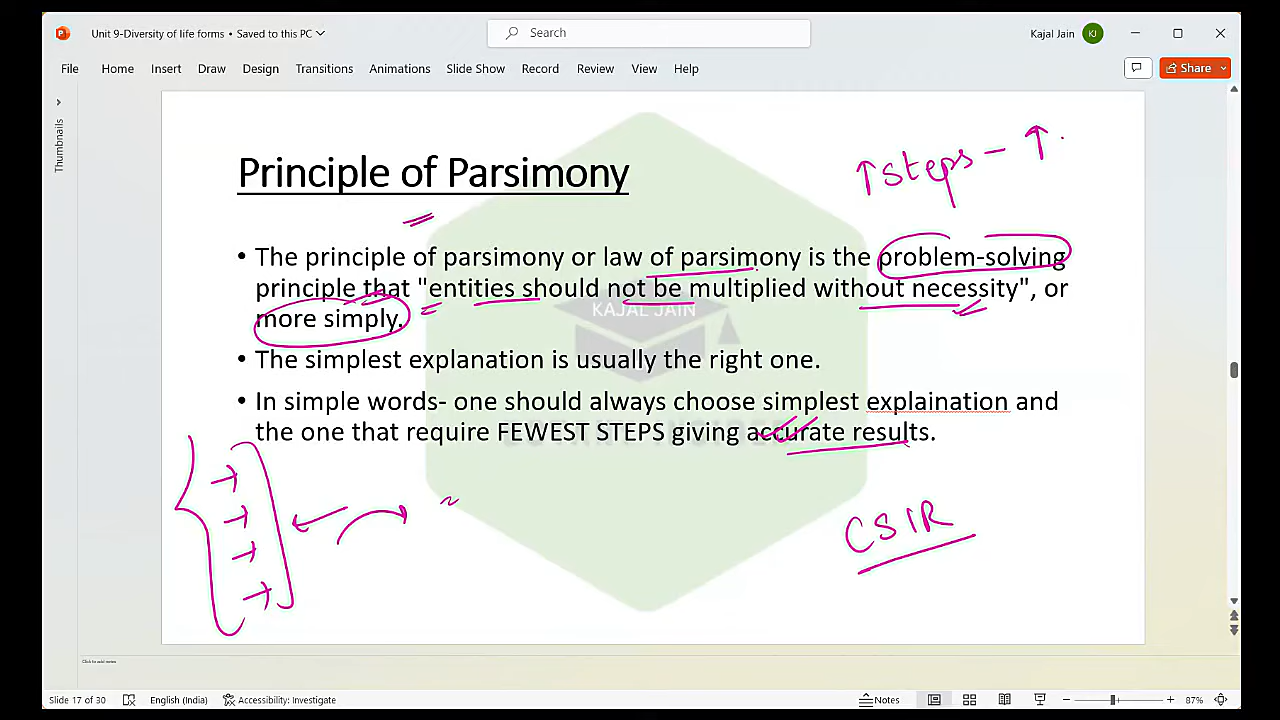 Unit 9-Diversity of life forms • Saved to this PC
Search
Kajal Jain
KJ
File Home Insert Draw Design Transitions Animations Slide Show Record Review View Help
Share
Thumbnails
Principle of Parsimony
↑ Steps - ↑
• The principle of parsimony or law of parsimony is the problem-solving
principle that "entities should not be multiplied without necessity", or
more simply.
KAJAL JAIN
• The simplest explanation is usually the right one.
• In simple words- one should always choose simplest explaination and
the one that require FEWEST STEPS giving accurate results.
CSIR
Click to add notes
Slide 17 of 30 English (India) Accessibility: Investigate Notes 87%